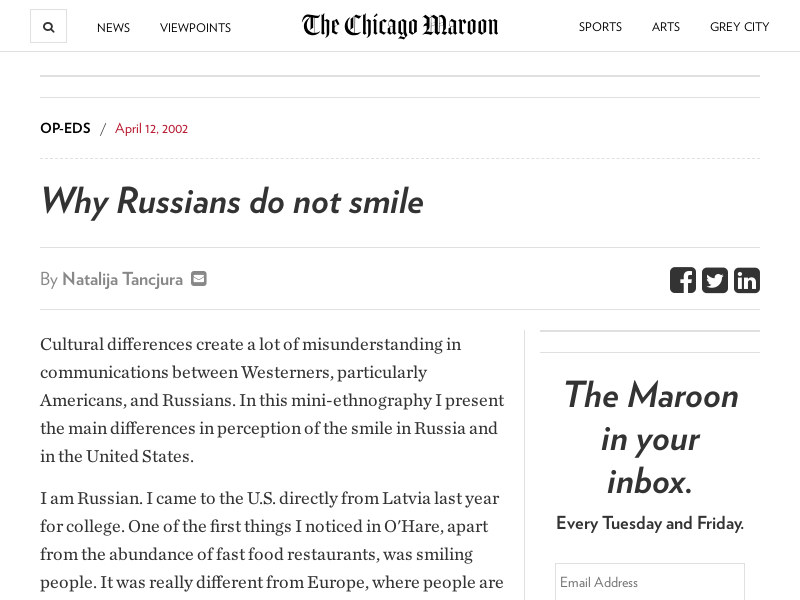 NEWS VIEWPOINTS The Chicago Maroon SPORTS ARTS GREY CITY
OP-EDS / April 12, 2002
Why Russians do not smile
By Natalija Tancjura
Cultural differences create a lot of misunderstanding in
communications between Westerners, particularly
Americans, and Russians. In this mini-ethnography I present
the main differences in perception of the smile in Russia and
in the United States.
I am Russian. I came to the U.S. directly from Latvia last year
for college. One of the first things I noticed in O'Hare, apart
from the abundance of fast food restaurants, was smiling
people. It was really different from Europe, where people are
The Maroon
in your
inbox.
Every Tuesday and Friday.
Email Address